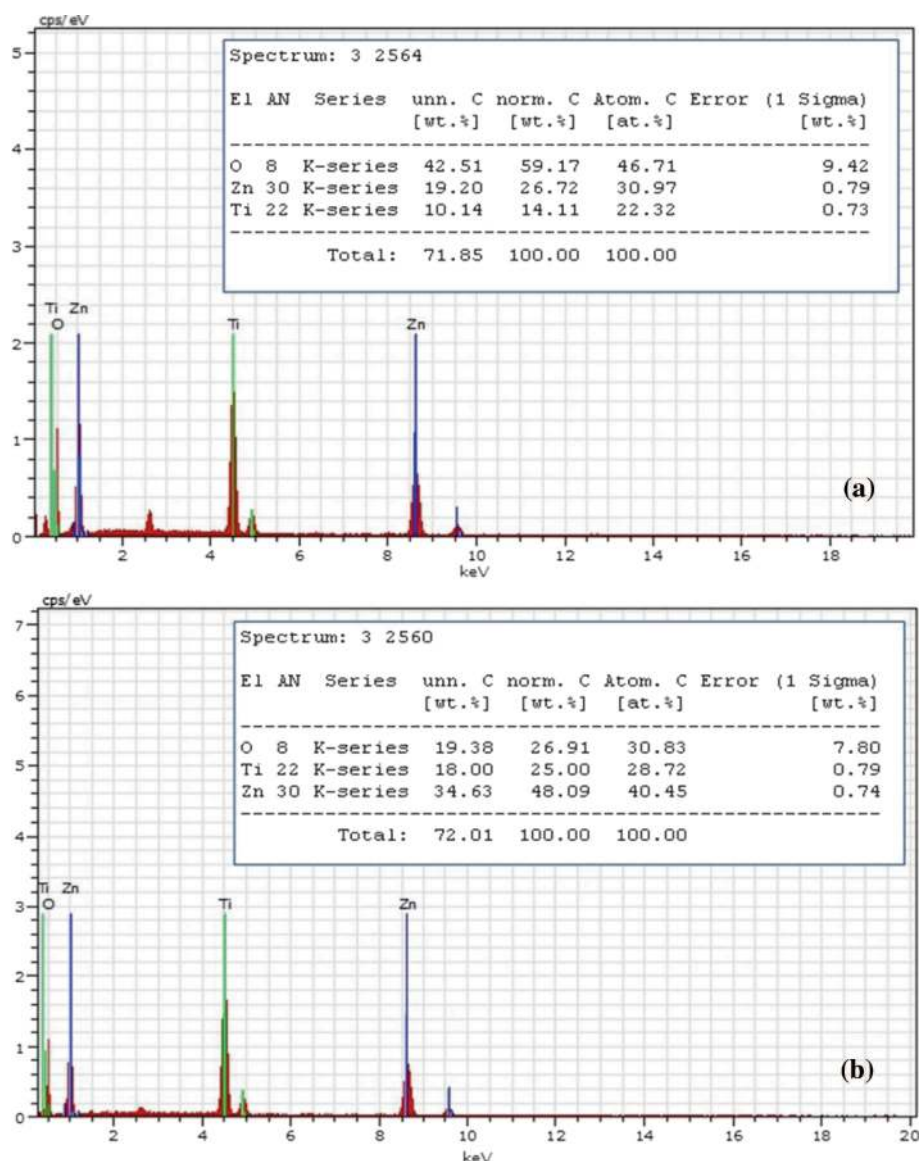 cps/eV
Spectrum: 3 2564
El AN Series unn. C norm. C Atom. C Error (1 Sigma)
[wt.%] [wt.%] [at.%] [wt.%]
O 8 K-series 42.51 59.17 46.71 9.42
Zn 30 K-series 19.20 26.72 30.97 0.79
Ti 22 K-series 10.14 14.11 22.32 0.73
Total: 71.85 100.00 100.00
5
4
3
2
1
0
Ti Zn
O
Ti
Zn
(a)
2 4 6 8 10 12 14 16 18
keV
cps/eV
Spectrum: 3 2560
El AN Series unn. C norm. C Atom. C Error (1 Sigma)
[wt.%] [wt.%] [at.%] [wt.%]
O 8 K-series 19.38 26.91 30.83 7.80
Ti 22 K-series 18.00 25.00 28.72 0.79
Zn 30 K-series 34.63 48.09 40.45 0.74
Total: 72.01 100.00 100.00
7
6
5
4
3
2
1
0
Ti Zn
O
Ti
Zn
(b)
2 4 6 8 10 12 14 16 18 20
keV